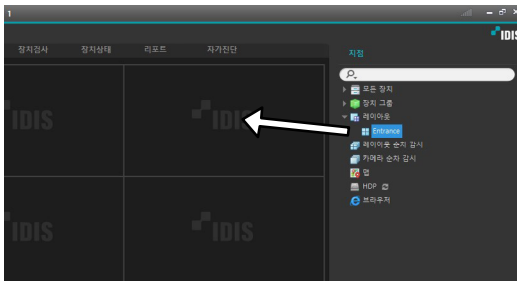 1
IDIS
장치검사 장치상태 리포트 자가진단
지점
모든 장치
장치 그룹
레이아웃
Entrance
레이아웃 순차 감시
카메라 순차 감시
맵
HDP
브라우저
IDIS
IDIS
IDIS
IDIS